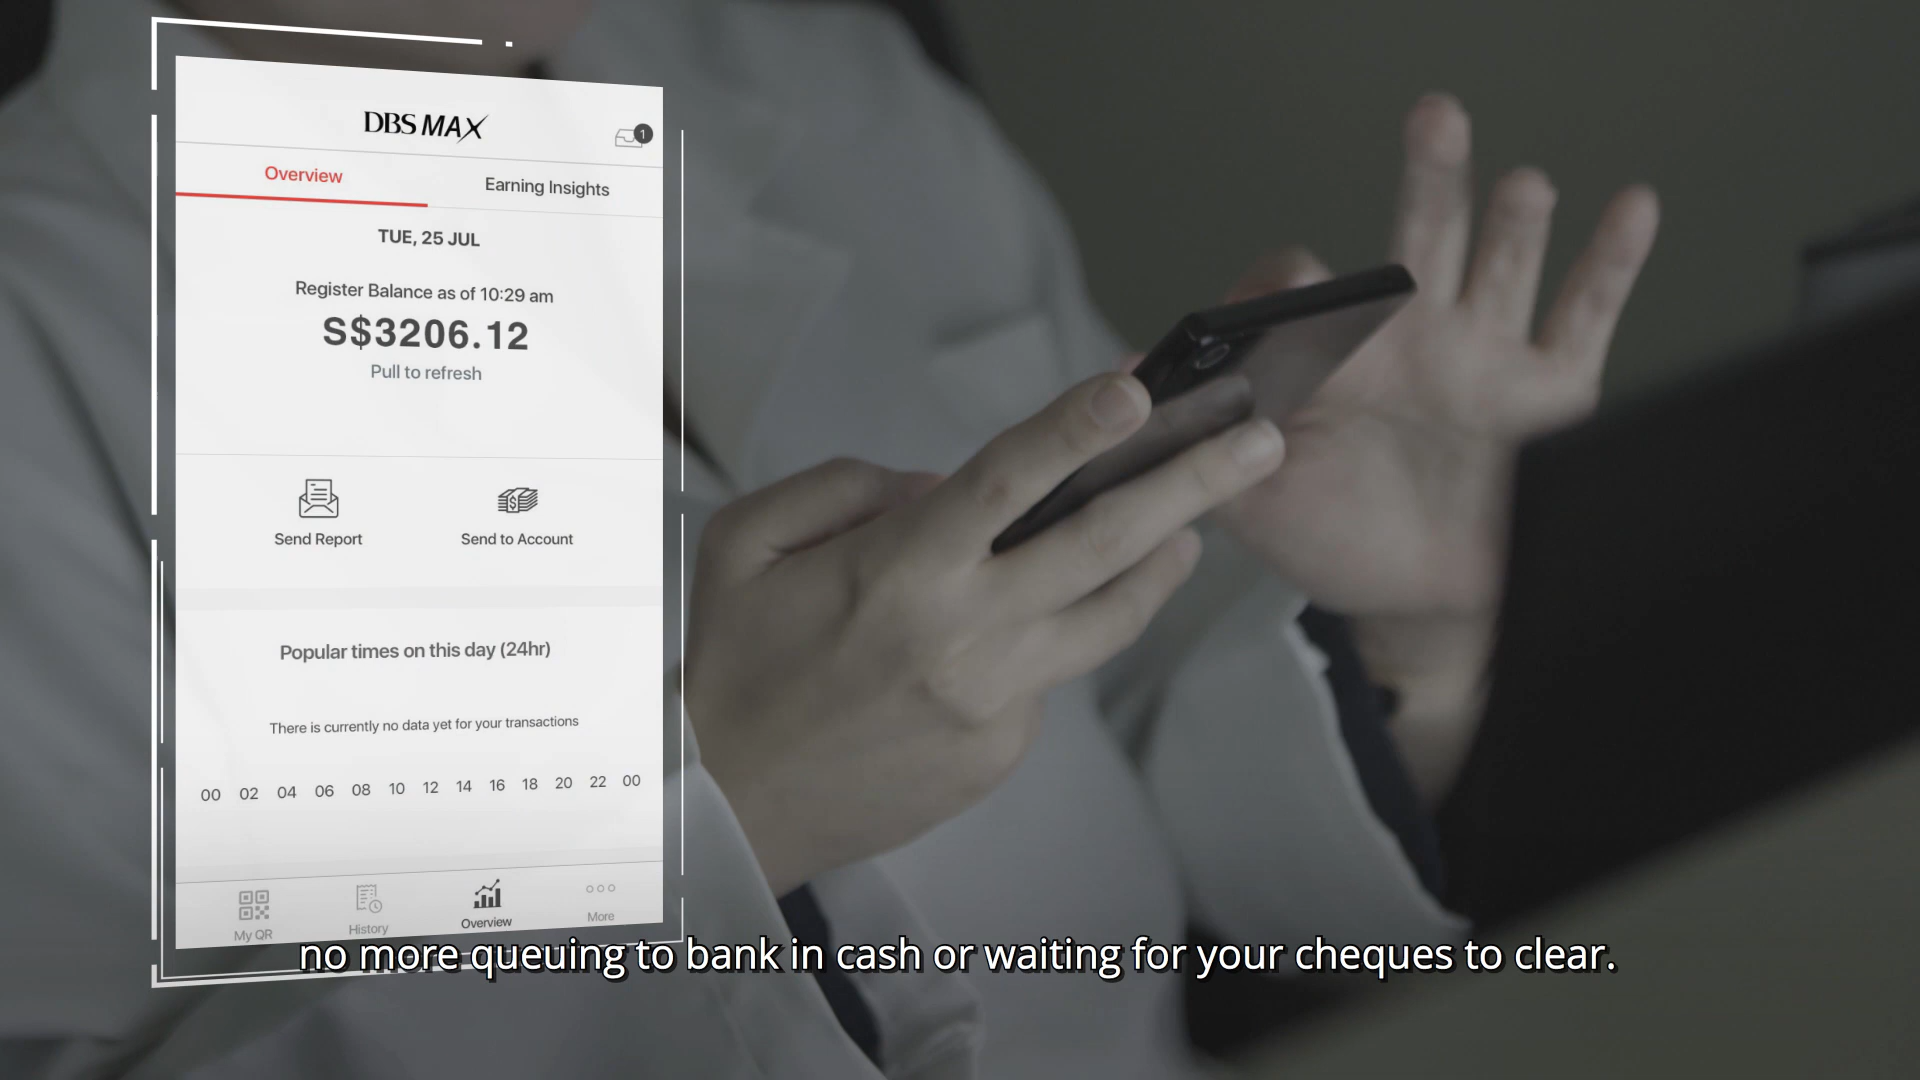 DBS MAX
1
Overview
Earning Insights
TUE, 25 JUL
Register Balance as of 10:29 am
S$3206.12
Pull to refresh
Send Report
Send to Account
Popular times on this day (24hr)
There is currently no data yet for your transactions
00 02 04 06 08 10 12 14 16 18 20 22 00
My QR
History
Overview
More
no more queuing to bank in cash or waiting for your cheques to clear.